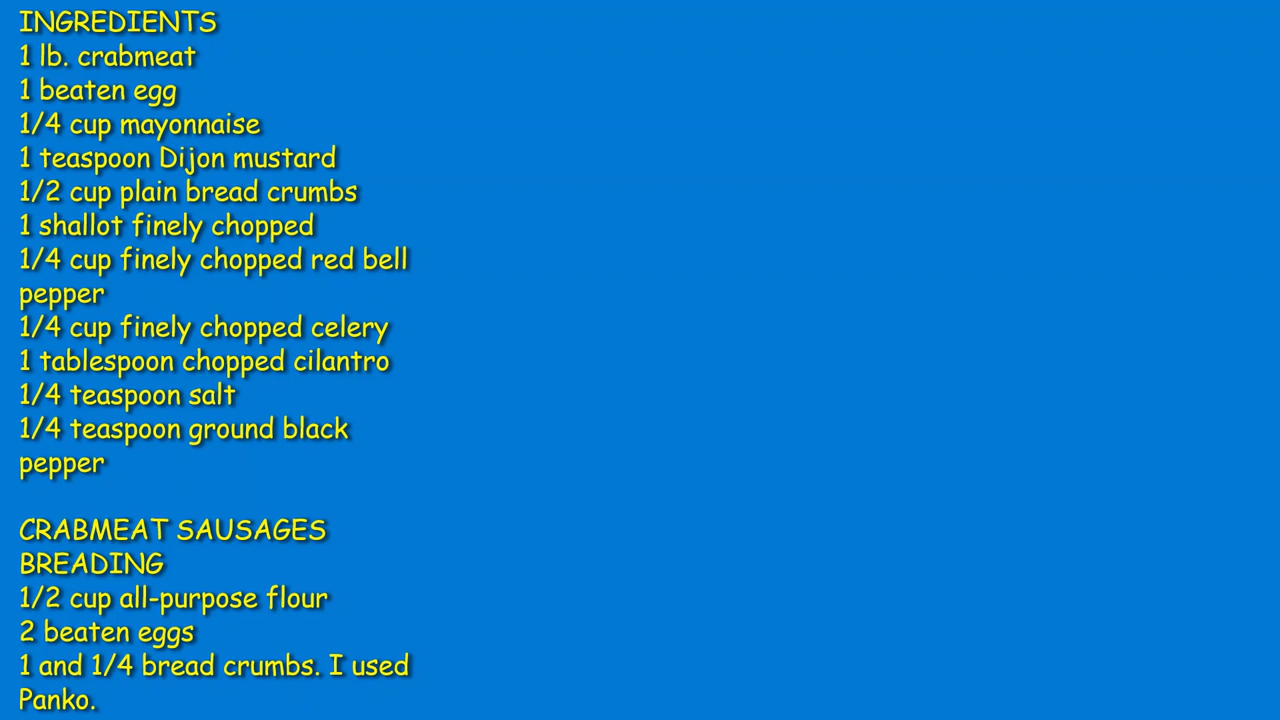 INGREDIENTS
1 lb. crabmeat
1 beaten egg
1/4 cup mayonnaise
1 teaspoon Dijon mustard
1/2 cup plain bread crumbs
1 shallot finely chopped
1/4 cup finely chopped red bell
pepper
1/4 cup finely chopped celery
1 tablespoon chopped cilantro
1/4 teaspoon salt
1/4 teaspoon ground black
pepper
CRABMEAT SAUSAGES
BREADING
1/2 cup all-purpose flour
2 beaten eggs
1 and 1/4 bread crumbs. I used
Panko.